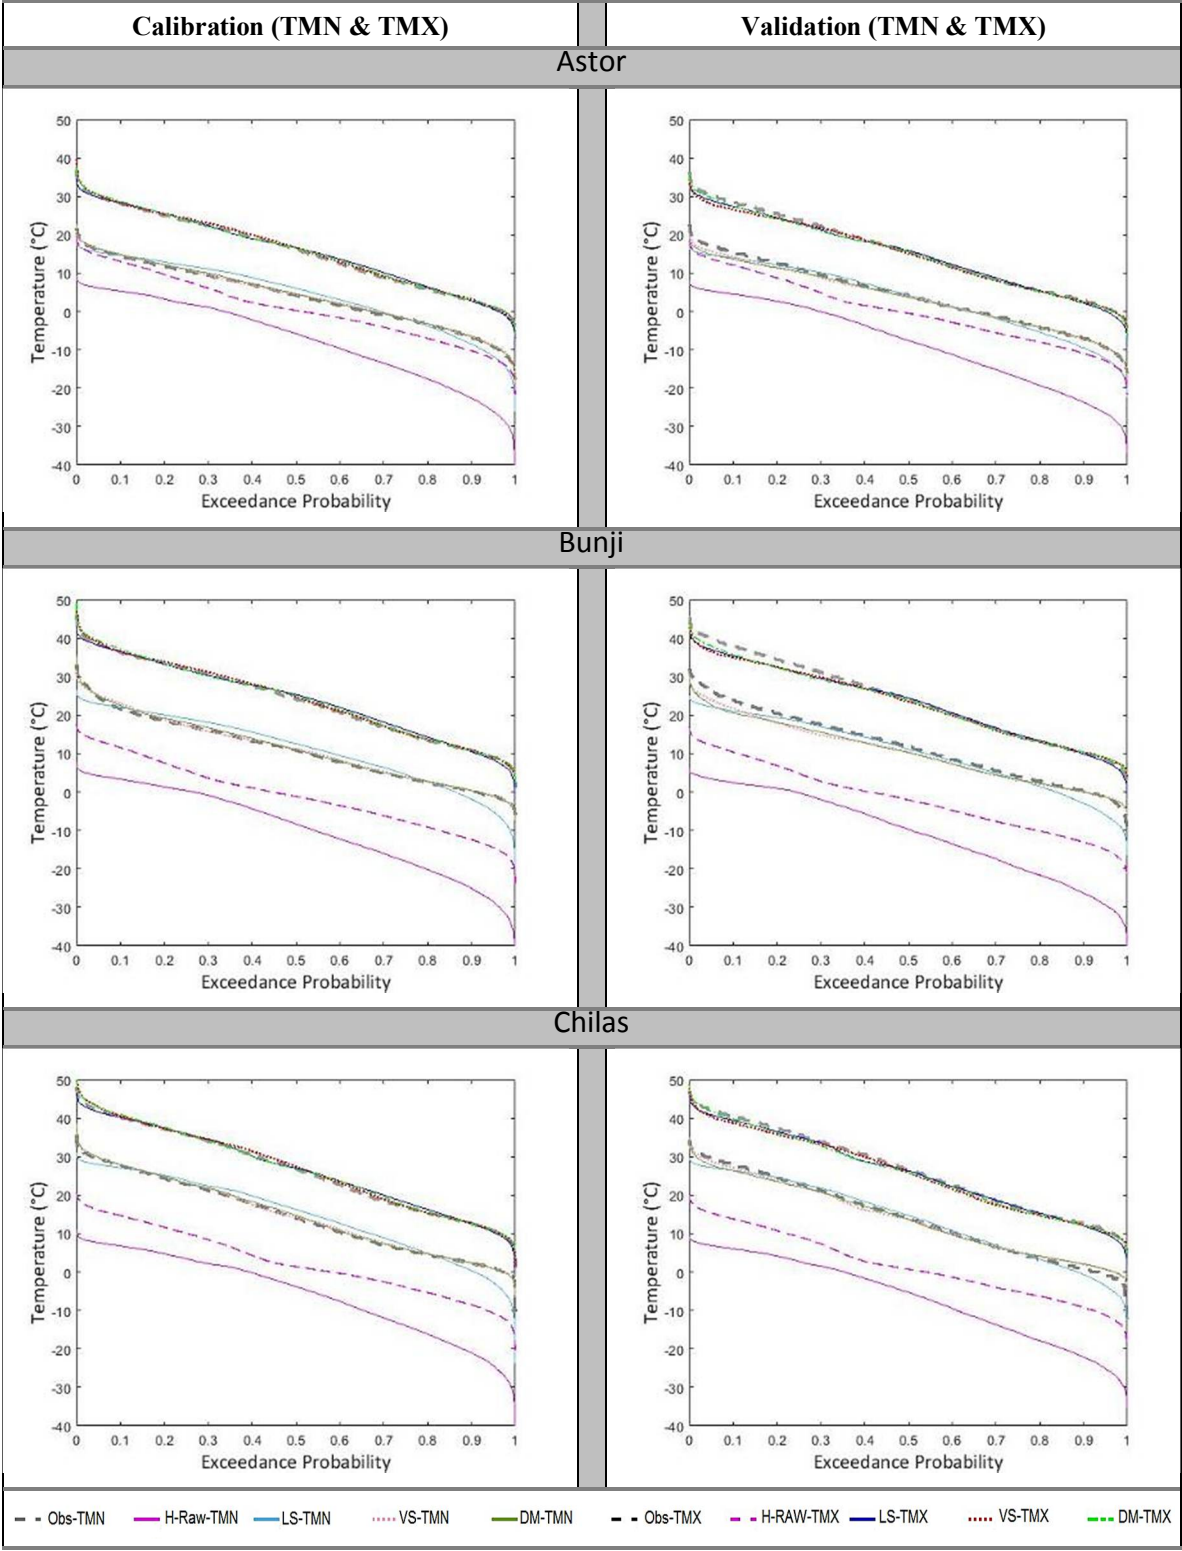 Calibration (TMN & TMX) Validation (TMN & TMX)
Astor
50 40 30 20 10 0 -10 -20 -30 -40
Temperature (°C)
0 0.1 0.2 0.3 0.4 0.5 0.6 0.7 0.8 0.9 1
Exceedance Probability
50 40 30 20 10 0 -10 -20 -30 -40
Temperature (°C)
0 0.1 0.2 0.3 0.4 0.5 0.6 0.7 0.8 0.9 1
Exceedance Probability
Bunji
50 40 30 20 10 0 -10 -20 -30 -40
Temperature (°C)
0 0.1 0.2 0.3 0.4 0.5 0.6 0.7 0.8 0.9 1
Exceedance Probability
50 40 30 20 10 0 -10 -20 -30 -40
Temperature (°C)
0 0.1 0.2 0.3 0.4 0.5 0.6 0.7 0.8 0.9 1
Exceedance Probability
Chilas
50 40 30 20 10 0 -10 -20 -30 -40
Temperature (°C)
0 0.1 0.2 0.3 0.4 0.5 0.6 0.7 0.8 0.9 1
Exceedance Probability
50 40 30 20 10 0 -10 -20 -30 -40
Temperature (°C)
0 0.1 0.2 0.3 0.4 0.5 0.6 0.7 0.8 0.9 1
Exceedance Probability
Obs-TMN H-Raw-TMN LS-TMN VS-TMN DM-TMN Obs-TMX H-RAW-TMX LS-TMX VS-TMX DM-TMX